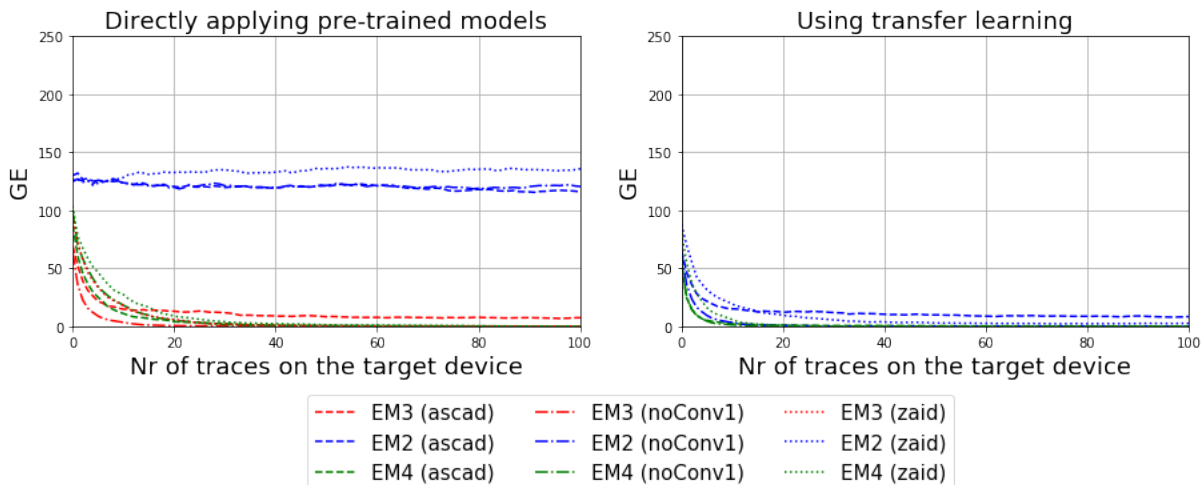 Directly applying pre-trained models
250
200
150
100
50
0
GE
0 20 40 60 80 100
Nr of traces on the target device
Using transfer learning
250
200
150
100
50
0
GE
0 20 40 60 80 100
Nr of traces on the target device
EM3 (ascad) EM3 (noConv1) EM3 (zaid)
EM2 (ascad) EM2 (noConv1) EM2 (zaid)
EM4 (ascad) EM4 (noConv1) EM4 (zaid)